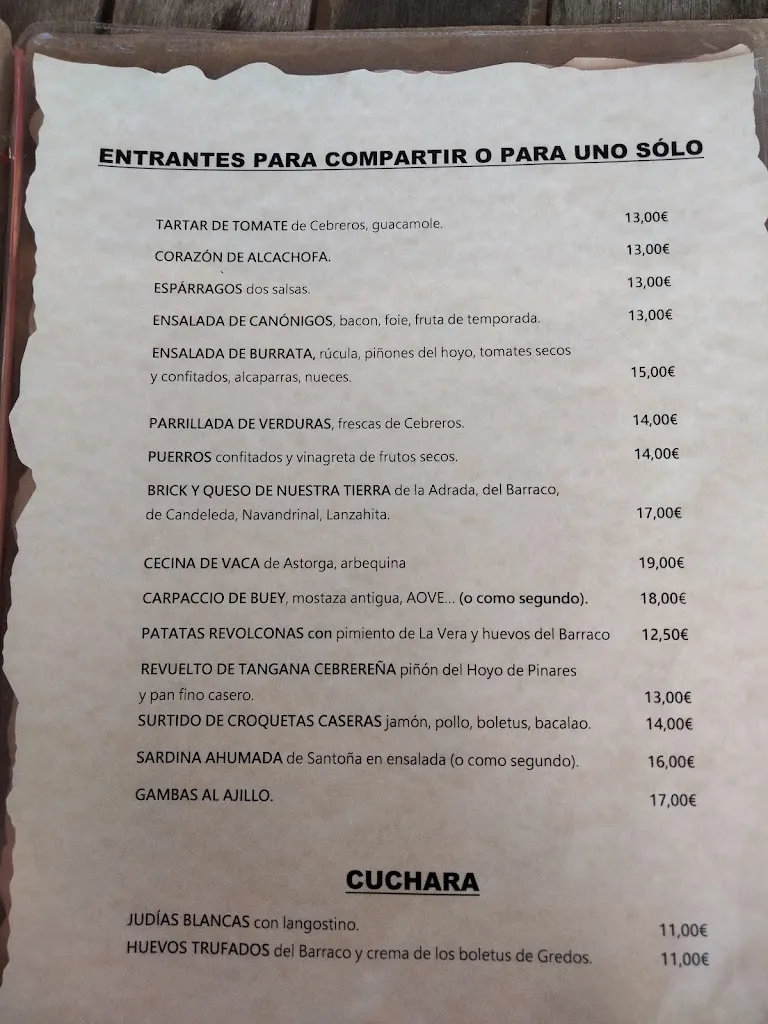 ENTRANTES PARA COMPARTIR O PARA UNO SÓLO
TARTAR DE TOMATE de Cebreros, guacamole. 13,00€
CORAZÓN DE ALCACHOFA. 13,00€
ESPÁRRAGOS dos salsas. 13,00€
ENSALADA DE CANÓNIGOS, bacon, foie, fruta de temporada. 13,00€
ENSALADA DE BURRATA, rúcula, piñones del hoyo, tomates secos
y confitados, alcaparras, nueces. 15,00€
PARRILLADA DE VERDURAS, frescas de Cebreros. 14,00€
PUERROS confitados y vinagreta de frutos secos. 14,00€
BRICK Y QUESO DE NUESTRA TIERRA de la Adrada, del Barraco,
de Candeleda, Navandrinal, Lanzahita. 17,00€
CECINA DE VACA de Astorga, arbequina 19,00€
CARPACCIO DE BUEY, mostaza antigua, AOVE... (o como segundo). 18,00€
PATATAS REVOLCONAS con pimiento de La Vera y huevos del Barraco 12,50€
REVUELTO DE TANGANA CEBREREÑA piñón del Hoyo de Pinares
y pan fino casero. 13,00€
SURTIDO DE CROQUETAS CASERAS jamón, pollo, boletus, bacalao. 14,00€
SARDINA AHUMADA de Santoña en ensalada (o como segundo). 16,00€
GAMBAS AL AJILLO. 17,00€
CUCHARA
JUDÍAS BLANCAS con langostino. 11,00€
HUEVOS TRUFADOS del Barraco y crema de los boletus de Gredos. 11,00€